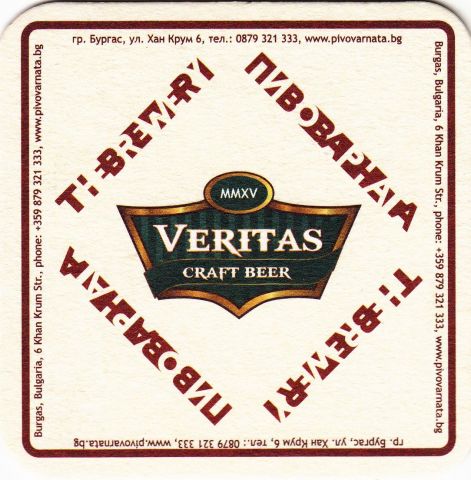 гр. Бургас, ул. Хан Крум 6, тел.: 0879 321 333, www.pivovarnata.bg
Burgas, Bulgaria, 6 Khan Krum Str., phone: +359 879 321 333, www.pivovarnata.bg
THE BREWERY
ПИВОВАРНАТА
MMXV
VERITAS
CRAFT BEER
ПИВОВАРНАТА
THE BREWERY
Burgas, Bulgaria, 6 Khan Krum Str., phone: +359 879 321 333, www.pivovarnata.bg
гр. Бургас, ул. Хан Крум 6, тел.: 0879 321 333, www.pivovarnata.bg